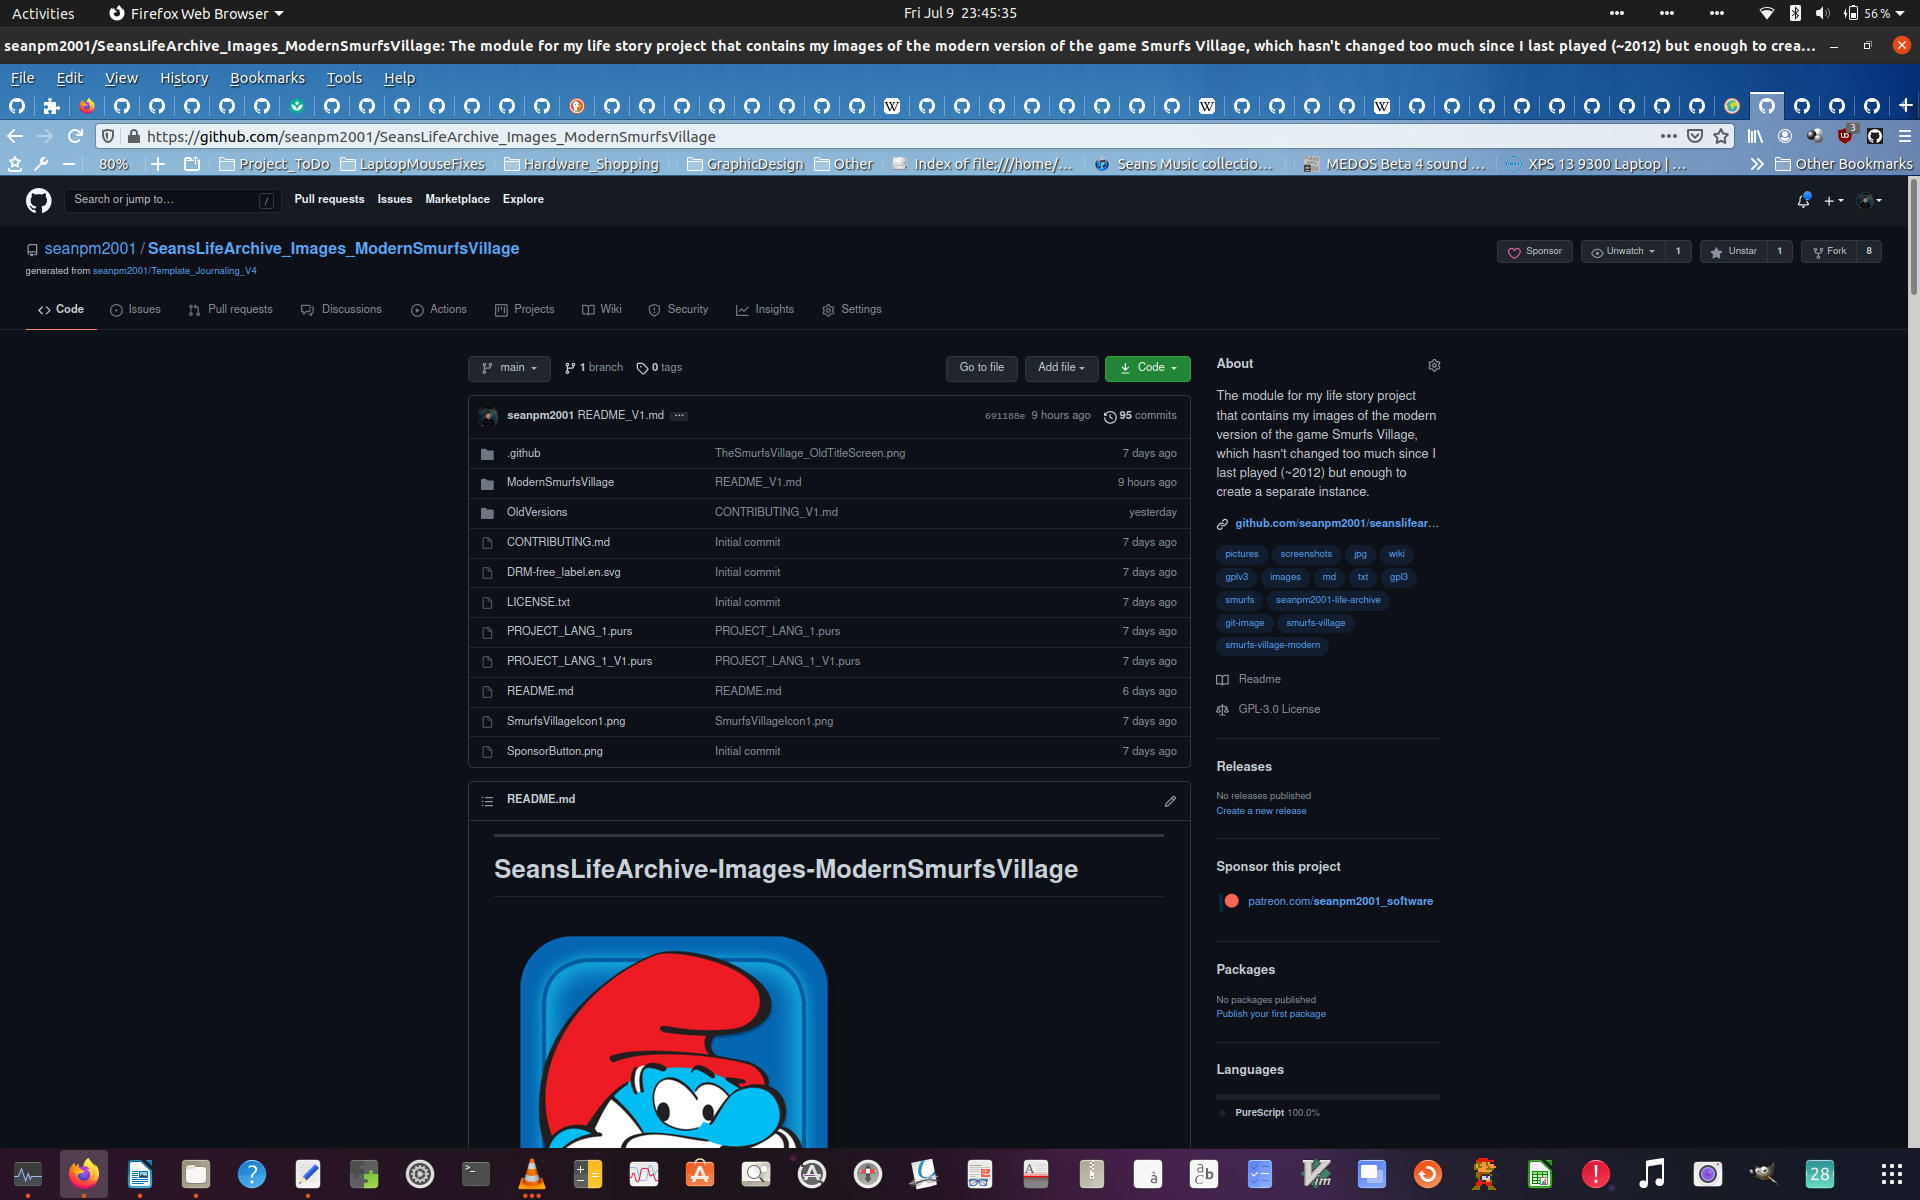 Activities Firefox Web Browser Fri Jul 9 23:45:35 56 %
seanpm2001/SeansLifeArchive_Images_ModernSmurfsVillage: The module for my life story project that contains my images of the modern version of the game Smurfs Village, which hasn't changed too much since I last played (~2012) but enough to crea...
File Edit View History Bookmarks Tools Help
https://github.com/seanpm2001/SeansLifeArchive_Images_ModernSmurfsVillage 3
80% Project_ToDo LaptopMouseFixes Hardware_Shopping GraphicDesign Other Index of file:///home/... Seans Music collectio... MEDOS Beta 4 sound ... XPS 13 9300 Laptop | ... Other Bookmarks
Search or jump to... / Pull requests Issues Marketplace Explore
seanpm2001 / SeansLifeArchive_Images_ModernSmurfsVillage Sponsor Unwatch 1 Unstar 1 Fork 8
generated from seanpm2001/Template_Journaling_V4
Code Issues Pull requests Discussions Actions Projects Wiki Security Insights Settings
main 1 branch 0 tags Go to file Add file Code
seanpm2001 README_V1.md ... 691188e 9 hours ago 95 commits
.github TheSmurfsVillage_OldTitleScreen.png 7 days ago
ModernSmurfsVillage README_V1.md 9 hours ago
OldVersions CONTRIBUTING_V1.md yesterday
CONTRIBUTING.md Initial commit 7 days ago
DRM-free_label.en.svg Initial commit 7 days ago
LICENSE.txt Initial commit 7 days ago
PROJECT_LANG_1.purs PROJECT_LANG_1.purs 7 days ago
PROJECT_LANG_1_V1.purs PROJECT_LANG_1_V1.purs 7 days ago
README.md README.md 6 days ago
SmurfsVillageIcon1.png SmurfsVillageIcon1.png 7 days ago
SponsorButton.png Initial commit 7 days ago
README.md
SeansLifeArchive-Images-ModernSmurfsVillage
About
The module for my life story project
that contains my images of the modern
version of the game Smurfs Village,
which hasn't changed too much since I
last played (~2012) but enough to
create a separate instance.
github.com/seanpm2001/seanslifear...
pictures screenshots jpg wiki
gplv3 images md txt gpl3
smurfs seanpm2001-life-archive
git-image smurfs-village
smurfs-village-modern
Readme
GPL-3.0 License
Releases
No releases published
Create a new release
Sponsor this project
patreon.com/seanpm2001_software
Packages
No packages published
Publish your first package
Languages
PureScript 100.0%
28